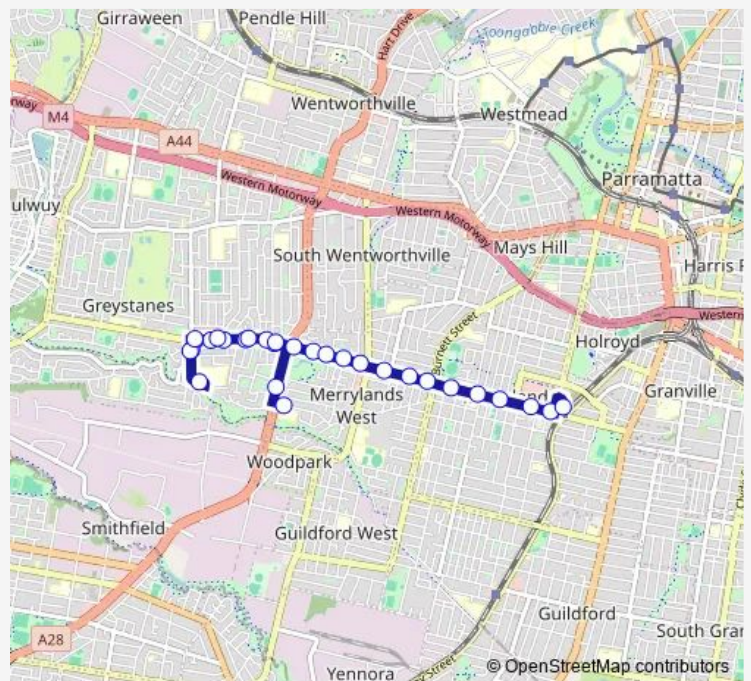 Girraween
Pendle Hill
Hart Drive
Toongabbie Creek
Wentworthville
Westmead
M4
A44
Parramatta
Western Motorway
Western Motorway
Mays Hill
South Wentworthville
Greystanes
Burnett Street
Holroyd
Western
Granville
Merrylands
West
Woodpark
Smithfield
Guildford West
A28
Guildford
South Gran
Yennora
© OpenStreetMap contributors